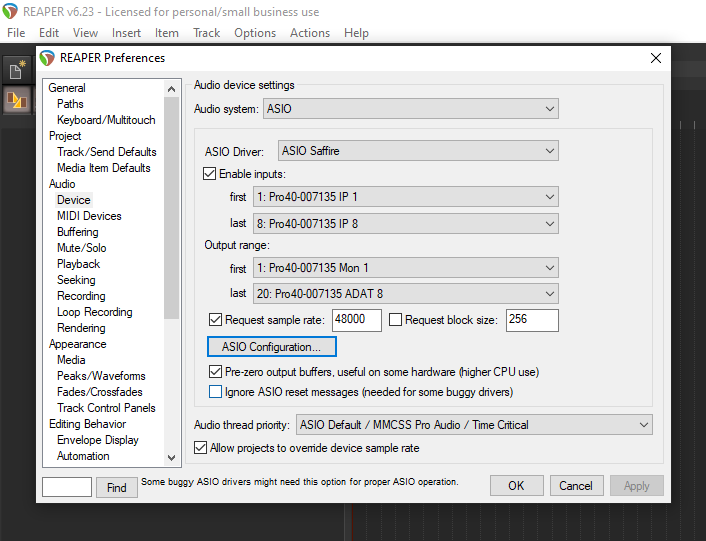 REAPER v6.23 - Licensed for personal/small business use
File Edit View Insert Item Track Options Actions Help
REAPER Preferences
General
Paths
Keyboard/Multitouch
Project
Track/Send Defaults
Media Item Defaults
Audio
Device
MIDI Devices
Buffering
Mute/Solo
Playback
Seeking
Recording
Loop Recording
Rendering
Appearance
Media
Peaks/Waveforms
Fades/Crossfades
Track Control Panels
Editing Behavior
Envelope Display
Automation
Audio device settings
Audio system: ASIO
ASIO Driver: ASIO Saffire
Enable inputs:
first 1: Pro40-007135 IP 1
last 8: Pro40-007135 IP 8
Output range:
first 1: Pro40-007135 Mon 1
last 20: Pro40-007135 ADAT 8
Request sample rate: 48000 Request block size: 256
ASIO Configuration...
Pre-zero output buffers, useful on some hardware (higher CPU use)
Ignore ASIO reset messages (needed for some buggy drivers)
Audio thread priority: ASIO Default / MMCSS Pro Audio / Time Critical
Allow projects to override device sample rate
Find Some buggy ASIO drivers might need this option for proper ASIO operation. OK Cancel Apply